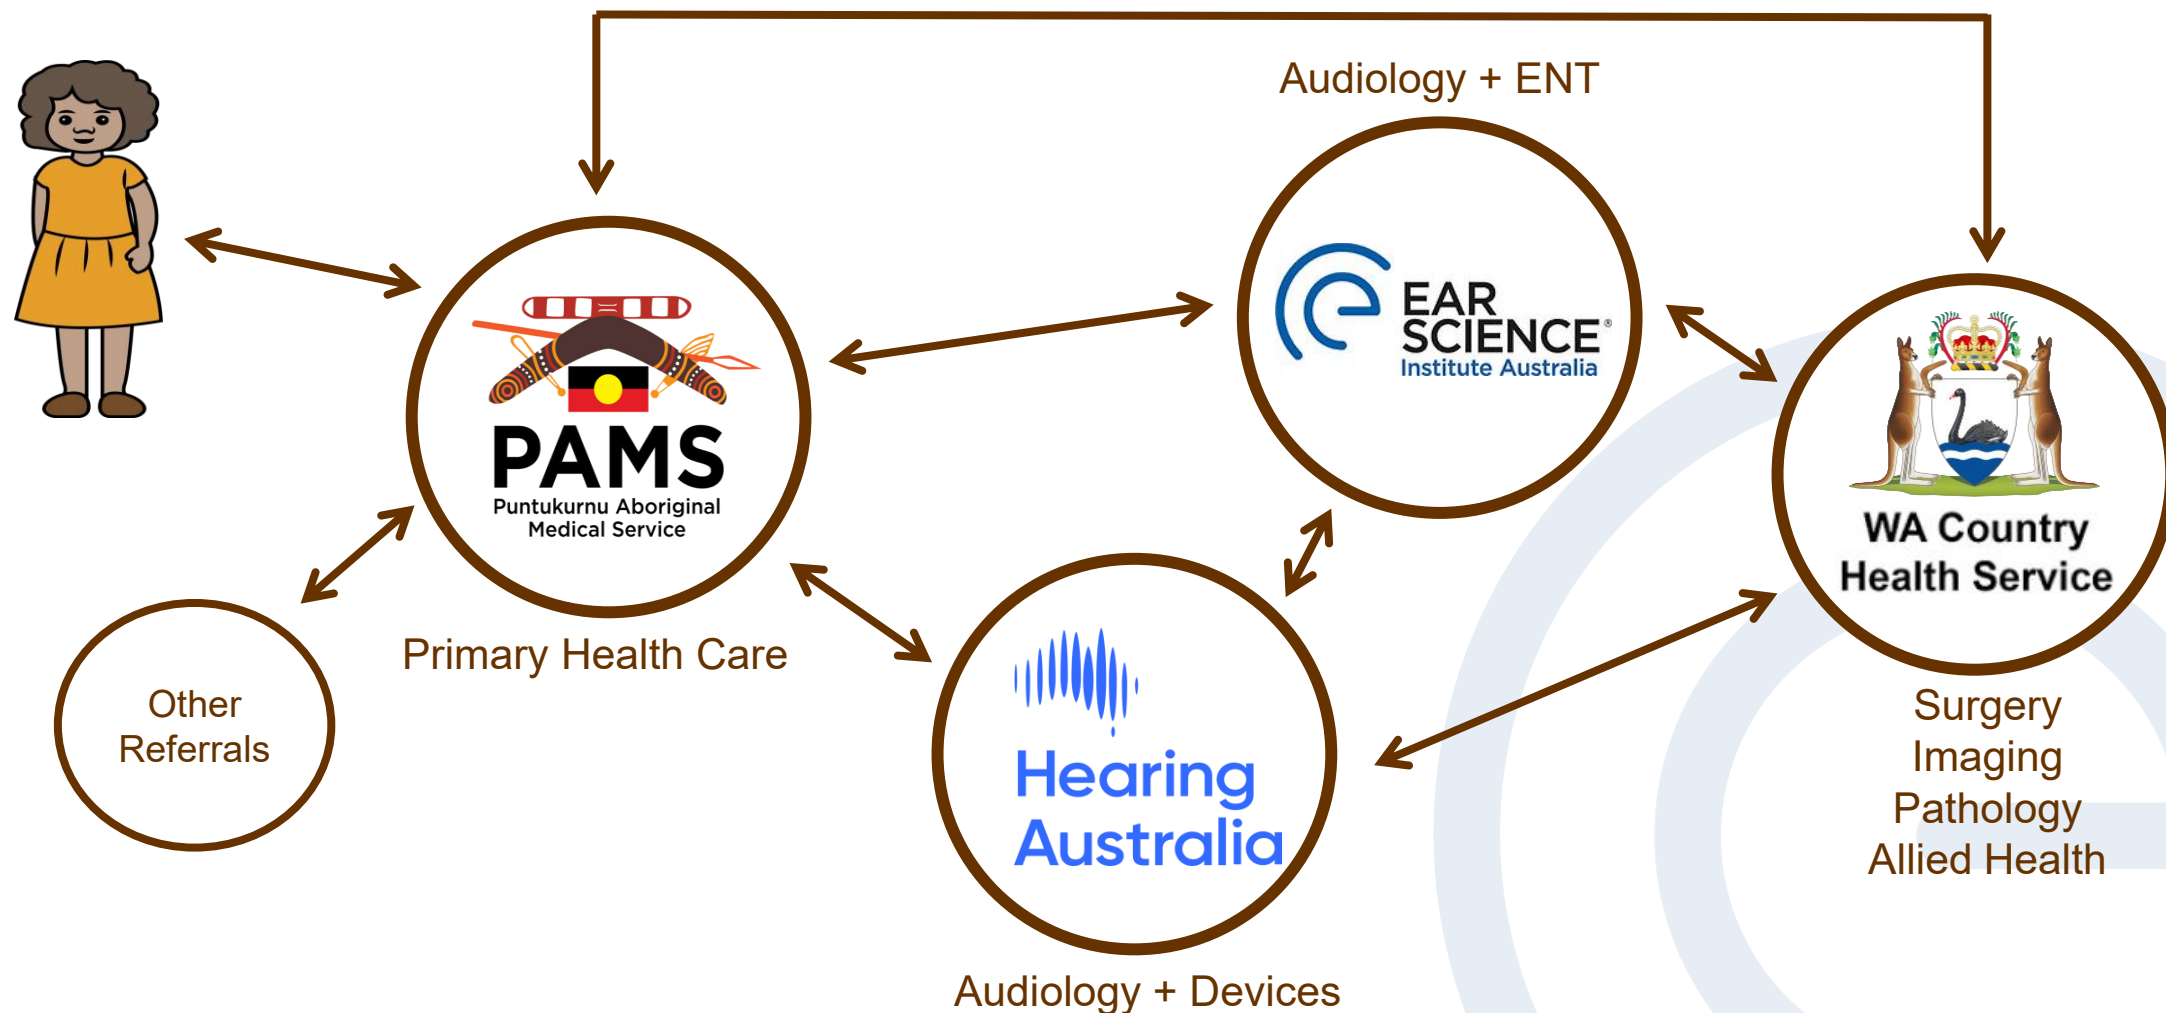 Audiology + ENT
EAR
SCIENCE®
Institute Australia
PAMS
Puntukurnu Aboriginal
Medical Service
Primary Health Care
WA Country
Health Service
Surgery
Imaging
Pathology
Allied Health
Other
Referrals
Hearing
Australia
Audiology + Devices